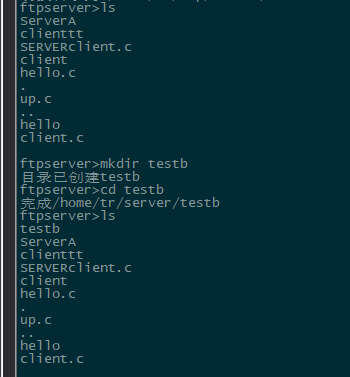 ftpserver>ls
ServerA
clienttt
SERVERclient.c
client
hello.c
.
up.c
..
hello
client.c
ftpserver>mkdir testb
目录已创建testb
ftpserver>cd testb
完成/home/tr/server/testb
ftpserver>ls
testb
ServerA
clienttt
SERVERclient.c
client
hello.c
.
up.c
..
hello
client.c